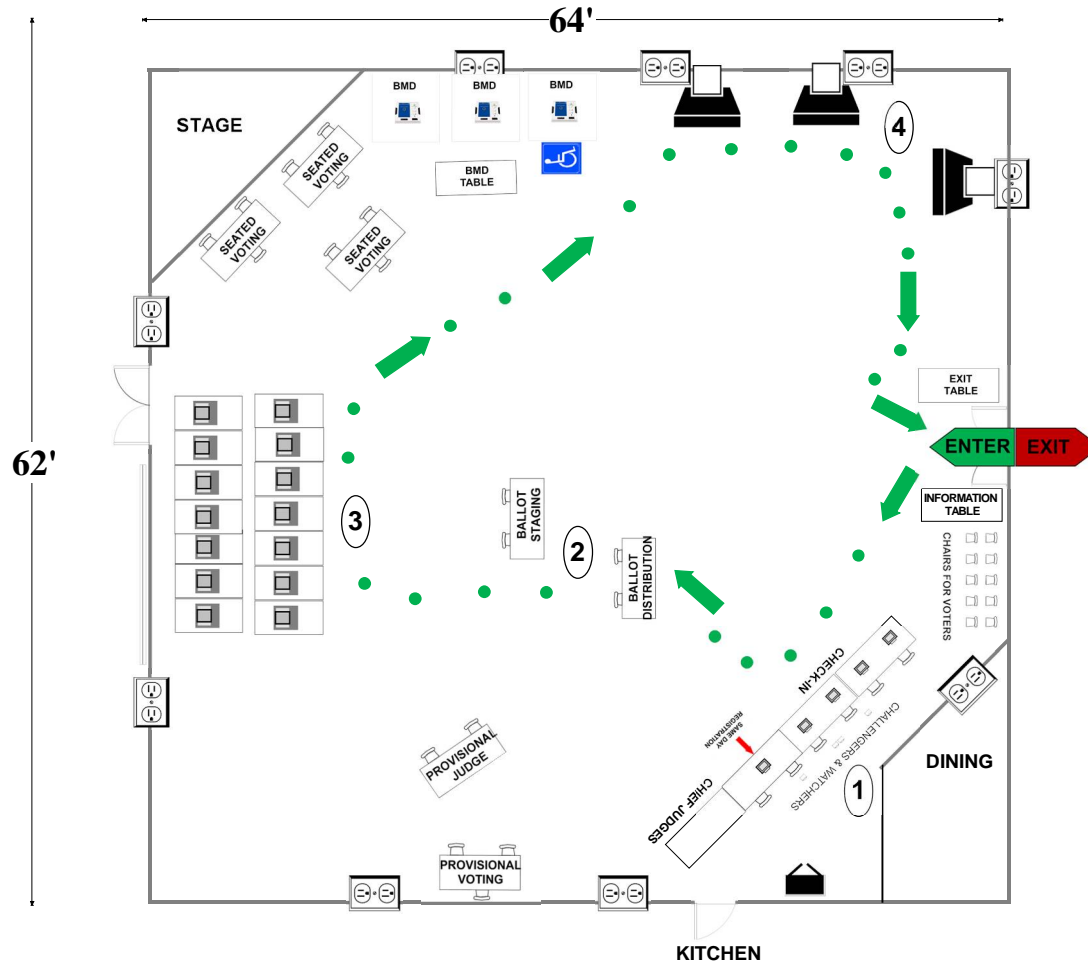 64'
BMD
BMD
BMD
STAGE
4
SEATED
VOTING
BMD
TABLE
SEATED
VOTING
SEATED
VOTING
EXIT
TABLE
62'
ENTER
EXIT
INFORMATION
TABLE
3
BALLOT
STAGING
2
BALLOT
DISTRIBUTION
CHAIRS FOR VOTERS
CHECK-IN
SAME DAY
REGISTRATION
CHALLENGERS & WATCHERS
PROVISIONAL
JUDGE
CHIEF JUDGES
1
DINING
PROVISIONAL
VOTING
KITCHEN